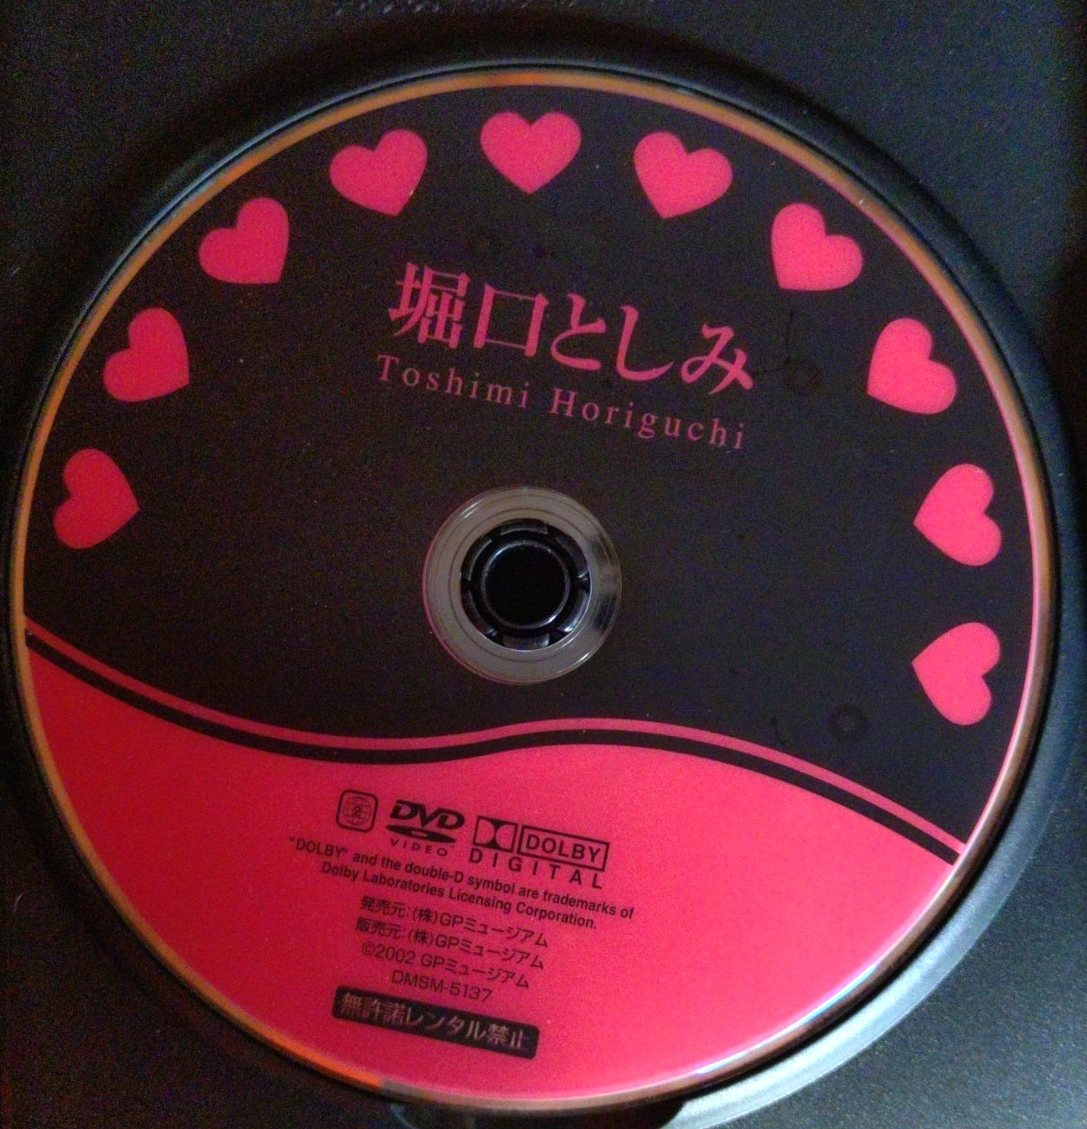 堀口としみ
Toshimi Horiguchi
2 DVD VIDEO DOLBY DIGITAL
"DOLBY" and the double-D symbol are trademarks of
Dolby Laboratories Licensing Corporation.
発売元:(株)GPミュージアム
販売元:(株)GPミュージアム
©2002 GPミュージアム
DMSM-5137
無許諾レンタル禁止